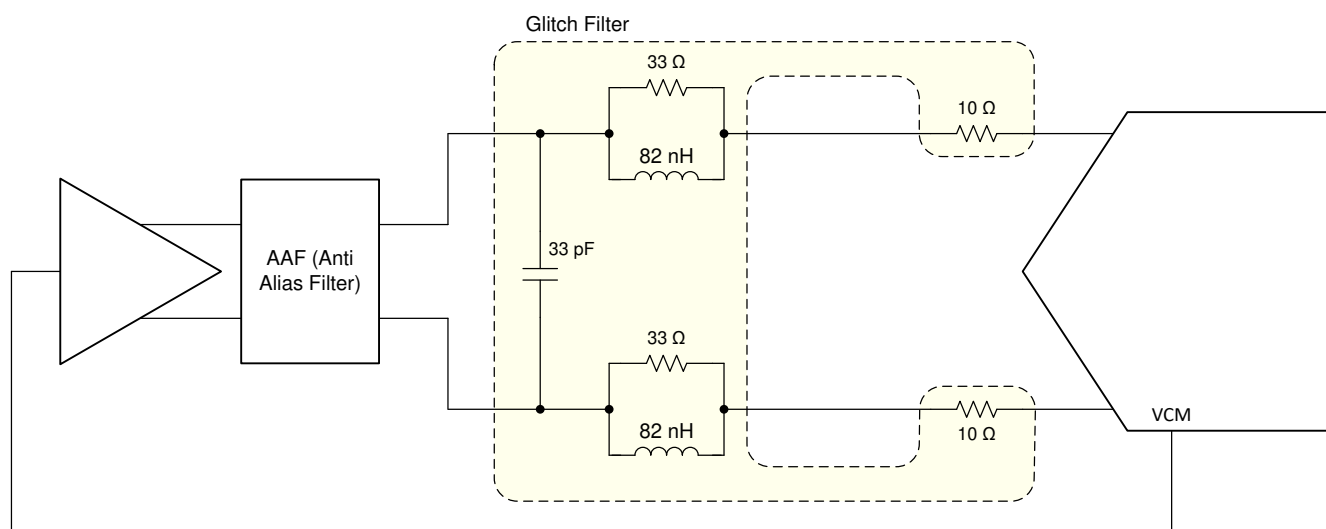 Glitch Filter
33 Ω
10 Ω
82 nH
AAF (Anti
Alias Filter)
33 pF
33 Ω
82 nH
10 Ω
VCM